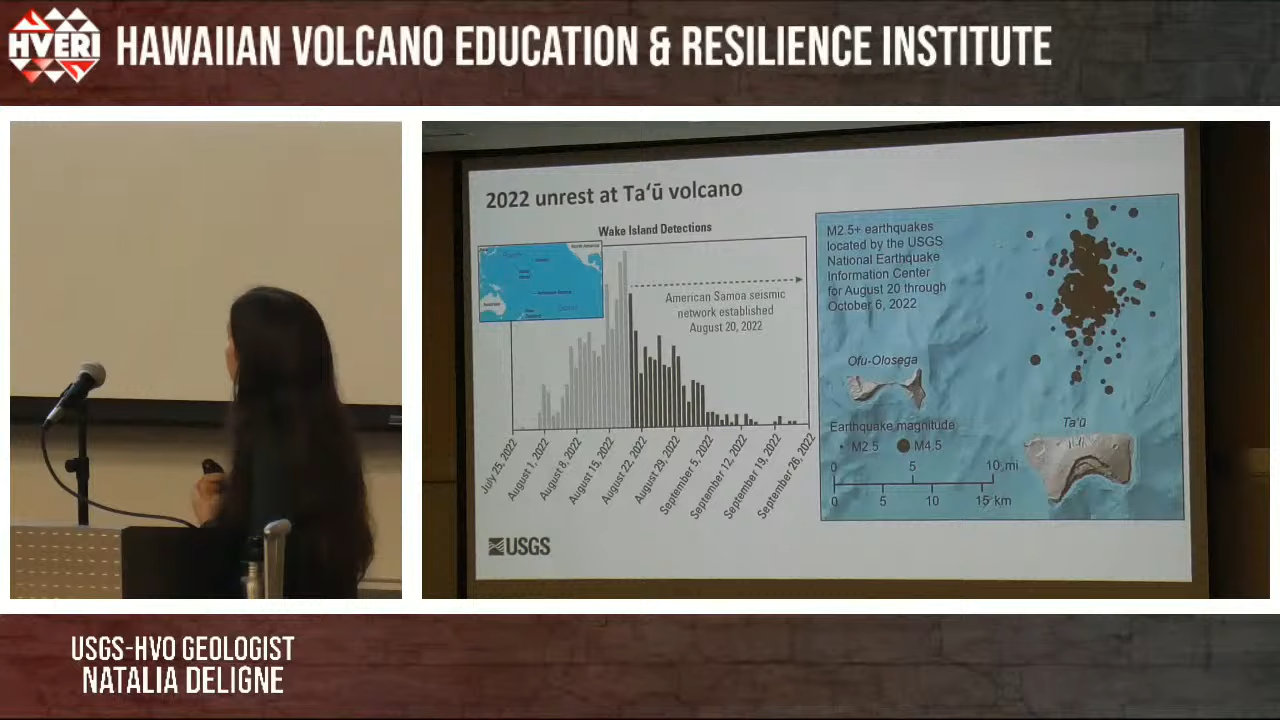 HVERI
HAWAIIAN VOLCANO EDUCATION & RESILIENCE INSTITUTE
2022 unrest at Taʻū volcano
Wake Island Detections
American Samoa seismic
network established
August 20, 2022
July 25, 2022
August 1, 2022
August 8, 2022
August 15, 2022
August 22, 2022
August 29, 2022
September 5, 2022
September 12, 2022
September 19, 2022
September 26, 2022
M2.5+ earthquakes
located by the USGS
National Earthquake
Information Center
for August 20 through
October 6, 2022
Ofu-Olosega
Taʻū
Earthquake magnitude
M2.5
M4.5
0
5
10 mi
0
5
10
15 km
USGS
USGS-HVO GEOLOGIST
NATALIA DELIGNE